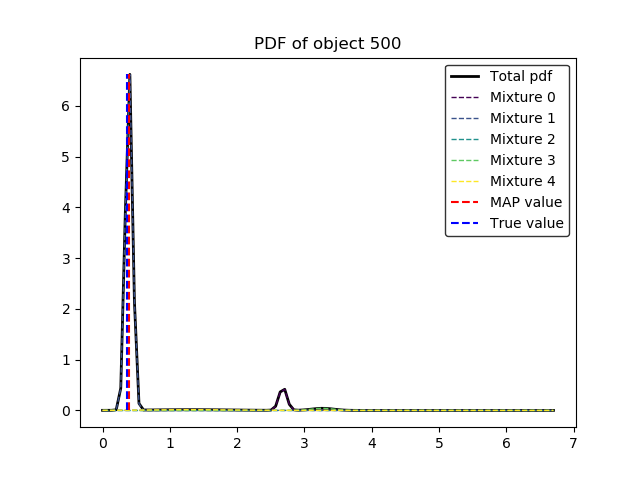 PDF of object 500
Total pdf
Mixture 0
Mixture 1
Mixture 2
Mixture 3
Mixture 4
MAP value
True value
6
5
4
3
2
1
0
0 1 2 3 4 5 6 7